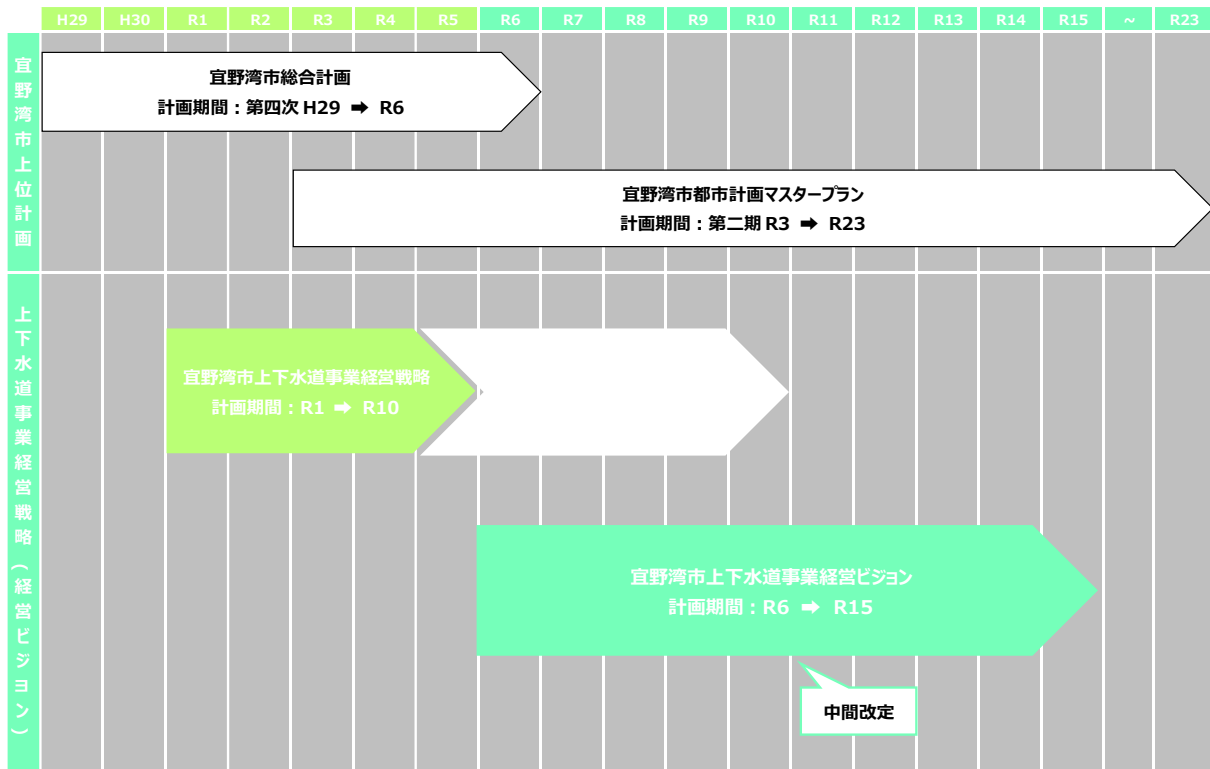 H29 H30 R1 R2 R3 R4 R5 R6 R7 R8 R9 R10 R11 R12 R13 R14 R15 ~ R23
宜野湾市上位計画
宜野湾市総合計画
計画期間：第四次 H29 ➡ R6
宜野湾市都市計画マスタープラン
計画期間：第二期 R3 ➡ R23
上下水道事業経営戦略（経営ビジョン）
宜野湾市上下水道事業経営戦略
計画期間：R1 ➡ R10
宜野湾市上下水道事業経営ビジョン
計画期間：R6 ➡ R15
中間改定